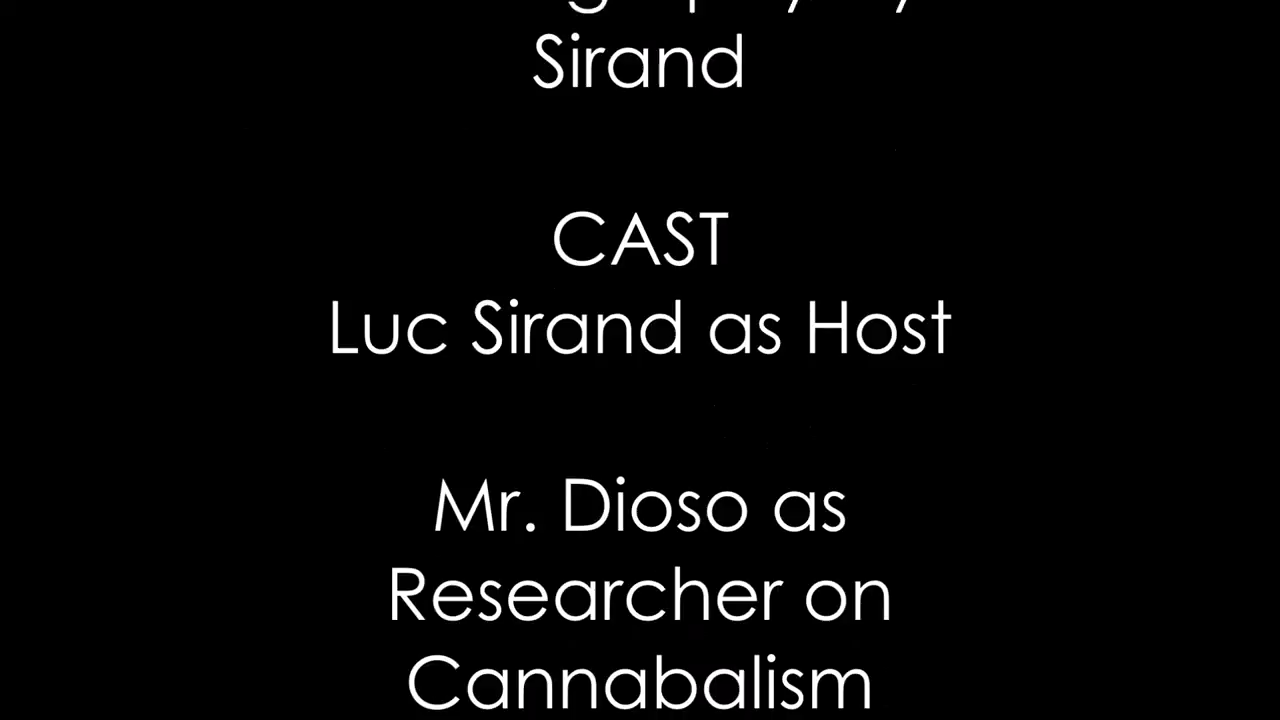 Sirand
CAST
Luc Sirand as Host
Mr. Dioso as
Researcher on
Cannabalism